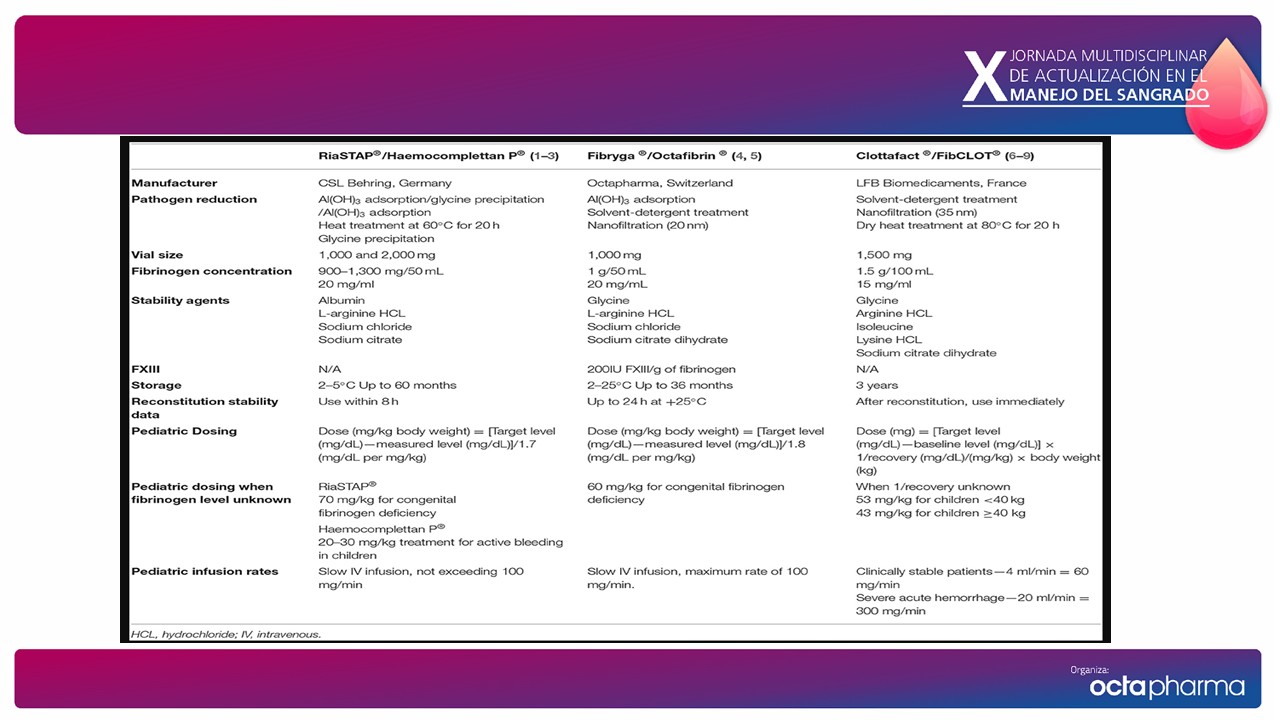 X JORNADA MULTIDISCIPLINAR
DE ACTUALIZACIÓN EN EL
MANEJO DEL SANGRADO
RiaSTAP®/Haemocomplettan P® (1–3) Fibryga ®/Octafibrin ® (4, 5) Clottafact ®/FibCLOT® (6–9)
Manufacturer CSL Behring, Germany Octapharma, Switzerland LFB Biomedicaments, France
Pathogen reduction Al(OH)₃ adsorption/glycine precipitation Al(OH)₃ adsorption Solvent-detergent treatment
/Al(OH)₃ adsorption Solvent-detergent treatment Nanofiltration (35 nm)
Heat treatment at 60°C for 20 h Nanofiltration (20 nm) Dry heat treatment at 80°C for 20 h
Glycine precipitation
Vial size 1,000 and 2,000 mg 1,000 mg 1,500 mg
Fibrinogen concentration 900–1,300 mg/50 mL 1 g/50 mL 1.5 g/100 mL
20 mg/ml 20 mg/mL 15 mg/ml
Stability agents Albumin Glycine Glycine
L-arginine HCL L-arginine HCL Arginine HCL
Sodium chloride Sodium chloride Isoleucine
Sodium citrate Sodium citrate dihydrate Lysine HCL
Sodium citrate dihydrate
FXIII N/A 200IU FXIII/g of fibrinogen N/A
Storage 2–5°C Up to 60 months 2–25°C Up to 36 months 3 years
Reconstitution stability Use within 8 h Up to 24 h at +25°C After reconstitution, use immediately
data
Pediatric Dosing Dose (mg/kg body weight) = [Target level Dose (mg/kg body weight) = [Target level Dose (mg) = [Target level
(mg/dL)—measured level (mg/dL)]/1.7 (mg/dL)—measured level (mg/dL)]/1.8 (mg/dL)—baseline level (mg/dL)] ×
(mg/dL per mg/kg) (mg/dL per mg/kg) 1/recovery (mg/dL)/(mg/kg) × body weight
(kg)
Pediatric dosing when RiaSTAP® 60 mg/kg for congenital fibrinogen When 1/recovery unknown
fibrinogen level unknown 70 mg/kg for congenital deficiency 53 mg/kg for children <40 kg
fibrinogen deficiency 43 mg/kg for children ≥40 kg
Haemocomplettan P®
20–30 mg/kg treatment for active bleeding
in children
Pediatric infusion rates Slow IV infusion, not exceeding 100 Slow IV infusion, maximum rate of 100 Clinically stable patients—4 ml/min = 60
mg/min mg/min. mg/min
Severe acute hemorrhage—20 ml/min =
300 mg/min
HCL, hydrochloride; IV, intravenous.
Organiza:
octapharma